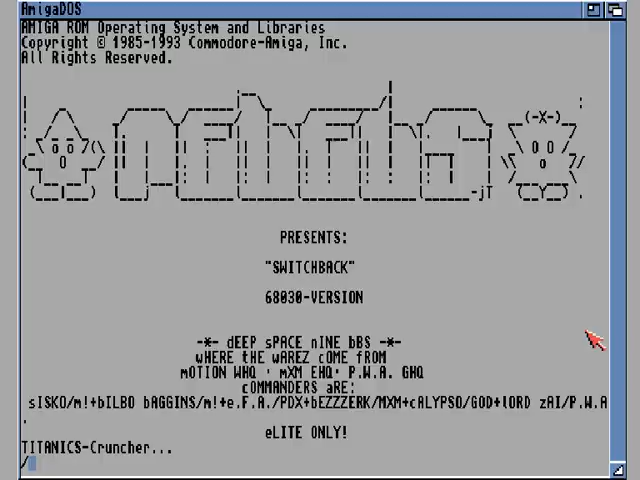 AmigaDOS
AMIGA ROM Operating System and Libraries
Copyright © 1985-1993 Commodore-Amiga, Inc.
All Rights Reserved.
(-X-)
-jT
PRESENTS:
"SWITCHBACK"
68030-VERSION
-*- dEEP sPACE nINE bBS -*-
wHERE tHE wAREZ cOME fROM
mOTION WHQ · mXM EHQ· P.W.A. GHQ
cOMMANDERS aRE:
sISKO/m!+bILBO bAGGINS/m!+e.F.A./PDX+bEZZZERK/MXM+cALYPSO/GOD+lORD zAI/P.W.A
.
eLITE ONLY!
TITANICS-Cruncher...
/